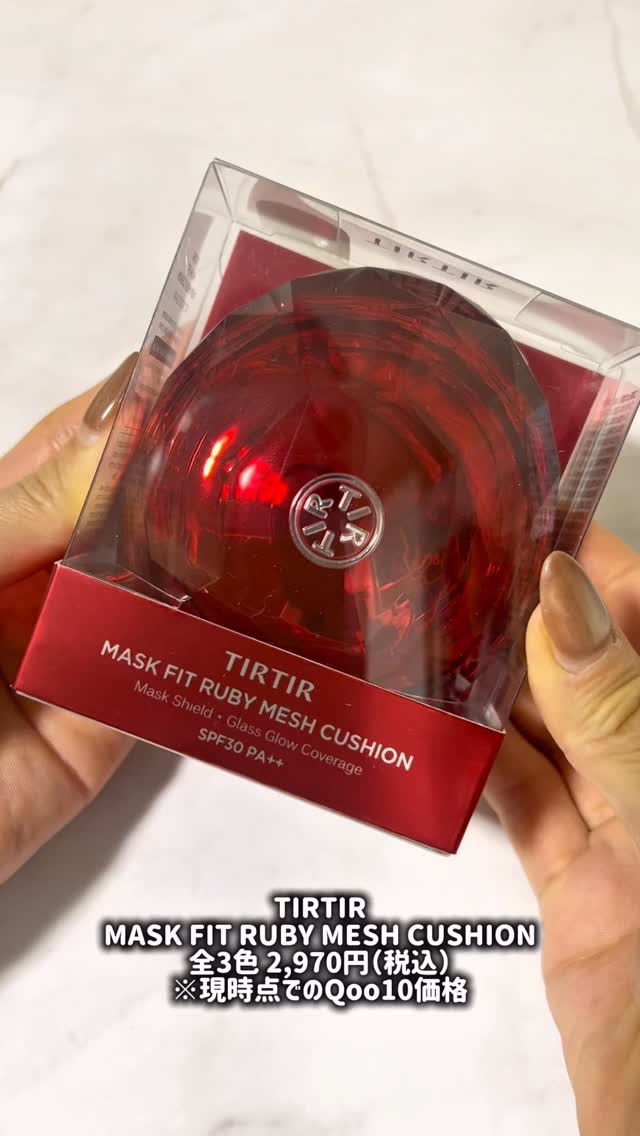 TIRTIR
TIRTIR
TIRTIR
MASK FIT RUBY MESH CUSHION
Mask Shield • Glass Glow Coverage
SPF30 PA++
TIRTIR
MASK FIT RUBY MESH CUSHION
全3色 2,970円(税込)
※現時点でのQoo10価格